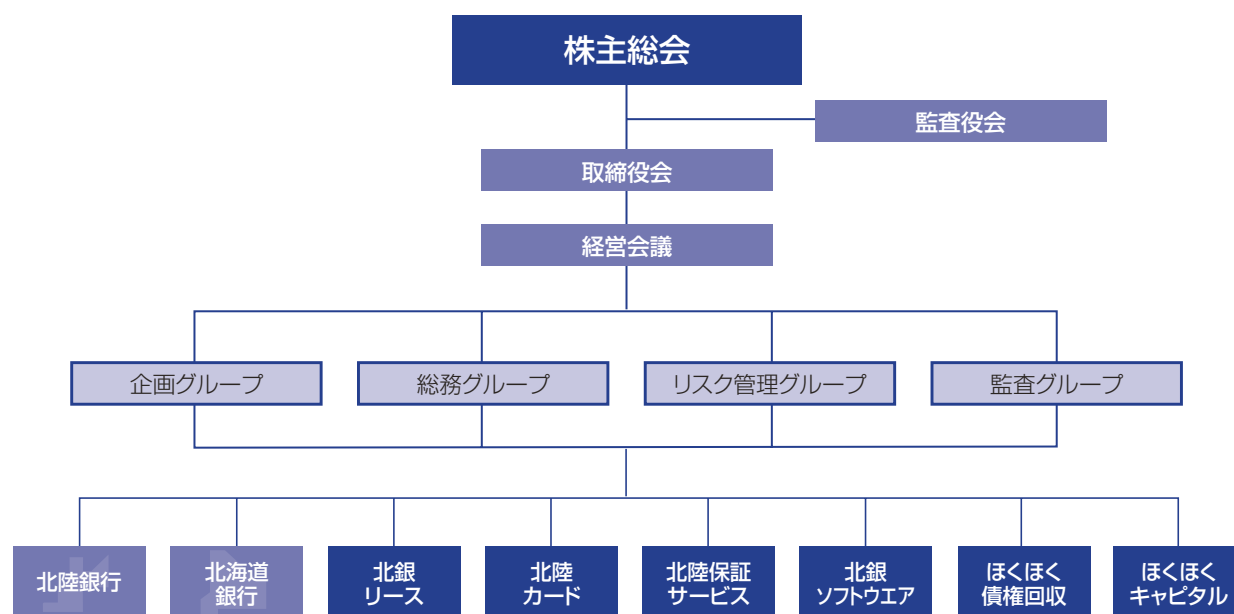 株主総会
監査役会
取締役会
経営会議
企画グループ
総務グループ
リスク管理グループ
監査グループ
北陸銀行
北海道
銀行
北銀
リース
北陸
カード
北陸保証
サービス
北銀
ソフトウエア
ほくほく
債権回収
ほくほく
キャピタル